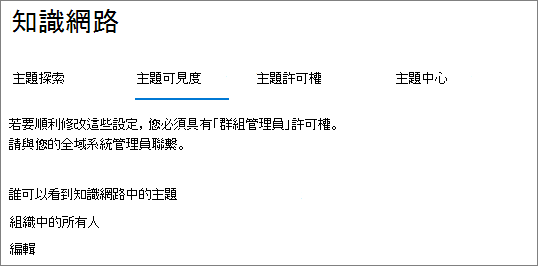 知識網路
主題探索 主題可見度 主題許可權 主題中心
若要順利修改這些設定, 您必須具有「群組管理員」許可權。
請與您的全域系統管理員聯繫。
誰可以看到知識網路中的主題
組織中的所有人
編輯